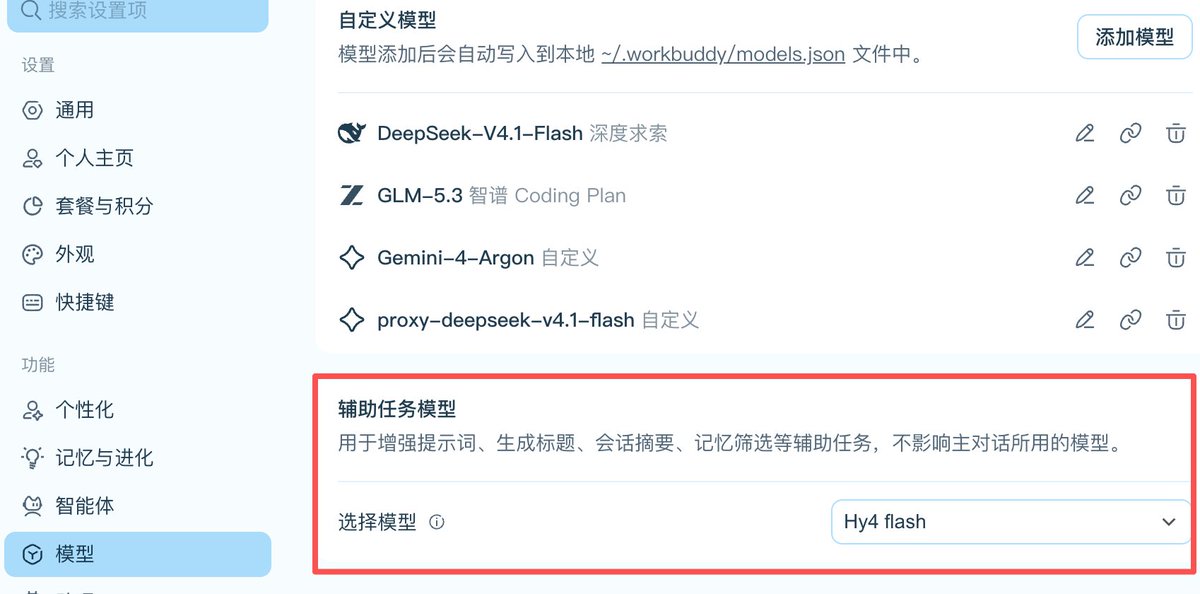 搜索设置项
设置
通用
个人主页
套餐与积分
外观
快捷键
功能
个性化
记忆与进化
智能体
模型
自定义模型
模型添加后会自动写入到本地 ~/.workbuddy/models.json 文件中。
添加模型
DeepSeek-V4.1-Flash 深度求索
GLM-5.3 智谱 Coding Plan
Gemini-4-Argon 自定义
proxy-deepseek-v4.1-flash 自定义
辅助任务模型
用于增强提示词、生成标题、会话摘要、记忆筛选等辅助任务，不影响主对话所用的模型。
选择模型
Hy4 flash